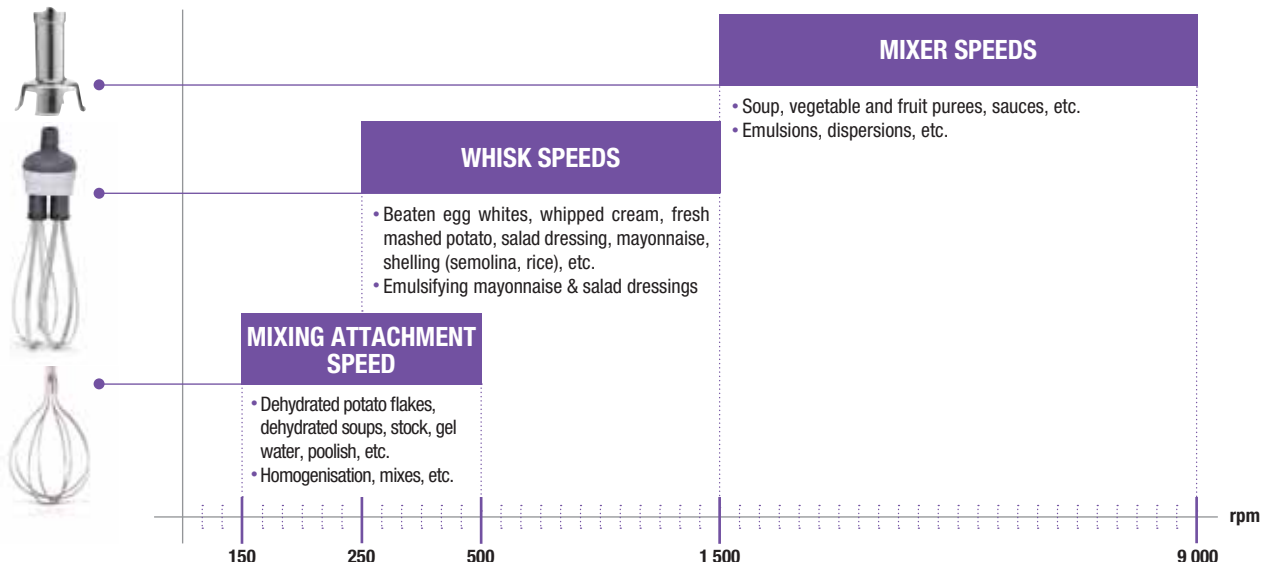 MIXER SPEEDS
• Soup, vegetable and fruit purees, sauces, etc.
• Emulsions, dispersions, etc.
WHISK SPEEDS
• Beaten egg whites, whipped cream, fresh
mashed potato, salad dressing, mayonnaise,
shelling (semolina, rice), etc.
• Emulsifying mayonnaise & salad dressings
MIXING ATTACHMENT
SPEED
• Dehydrated potato flakes,
dehydrated soups, stock, gel
water, poolish, etc.
• Homogenisation, mixes, etc.
rpm
150 250 500 1 500 9 000